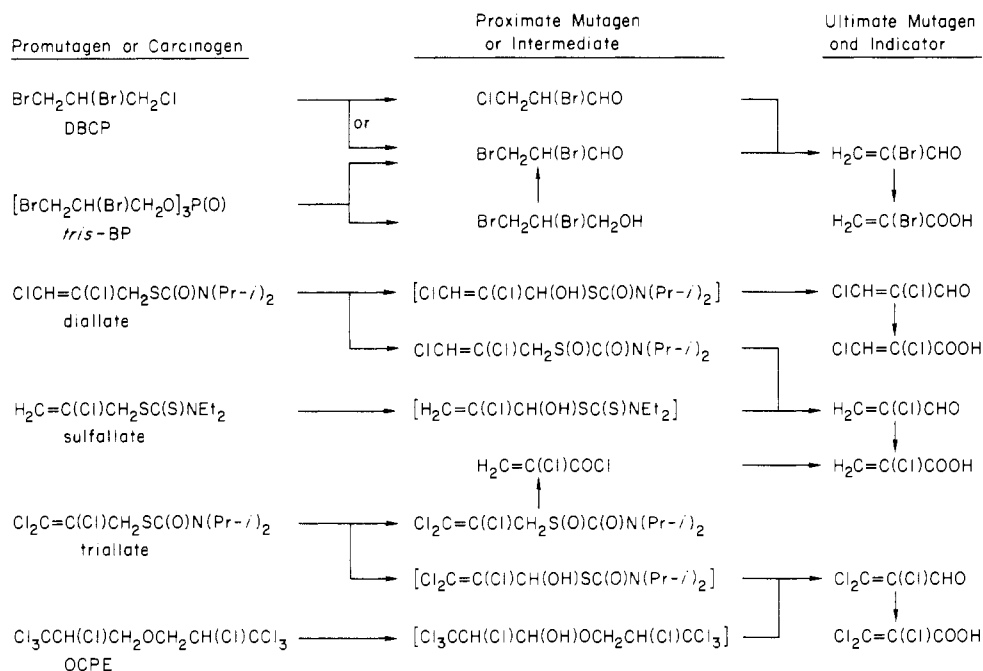 Promutagen or Carcinogen
Proximate Mutagen
or Intermediate
Ultimate Mutagen
and Indicator
BrCH₂CH(Br)CH₂Cl
DBCP
or
ClCH₂CH(Br)CHO
BrCH₂CH(Br)CHO
H₂C=C(Br)CHO
[BrCH₂CH(Br)CH₂O]₃P(O)
tris-BP
BrCH₂CH(Br)CH₂OH
H₂C=C(Br)COOH
ClCH=C(Cl)CH₂SC(O)N(Pr-i)₂
diallate
[ClCH=C(Cl)CH(OH)SC(O)N(Pr-i)₂]
ClCH=C(Cl)CHO
ClCH=C(Cl)CH₂S(O)C(O)N(Pr-i)₂
ClCH=C(Cl)COOH
H₂C=C(Cl)CH₂SC(S)NEt₂
sulfallate
[H₂C=C(Cl)CH(OH)SC(S)NEt₂]
H₂C=C(Cl)CHO
H₂C=C(Cl)COCl
H₂C=C(Cl)COOH
Cl₂C=C(Cl)CH₂SC(O)N(Pr-i)₂
triallate
Cl₂C=C(Cl)CH₂S(O)C(O)N(Pr-i)₂
[Cl₂C=C(Cl)CH(OH)SC(O)N(Pr-i)₂]
Cl₂C=C(Cl)CHO
Cl₃CCH(Cl)CH₂OCH₂CH(Cl)CCl₃
OCPE
[Cl₃CCH(Cl)CH(OH)OCH₂CH(Cl)CCl₃]
Cl₂C=C(Cl)COOH